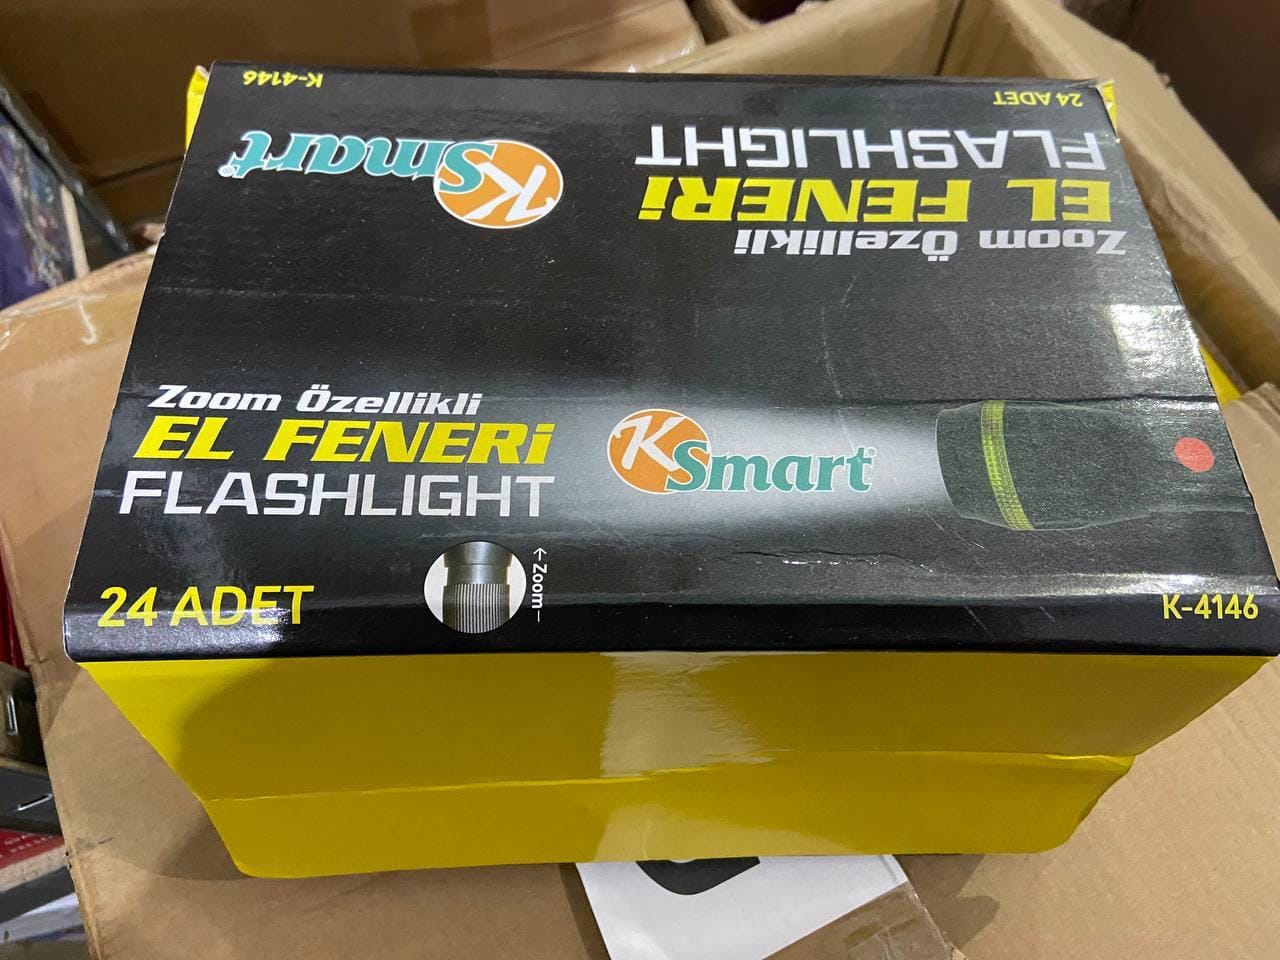 K-4146
24 ADET
KSmart®
Zoom Özellikli
EL FENERİ
FLASHLIGHT
Zoom Özellikli
EL FENERİ
FLASHLIGHT
KSmart®
24 ADET
Zoom
K-4146